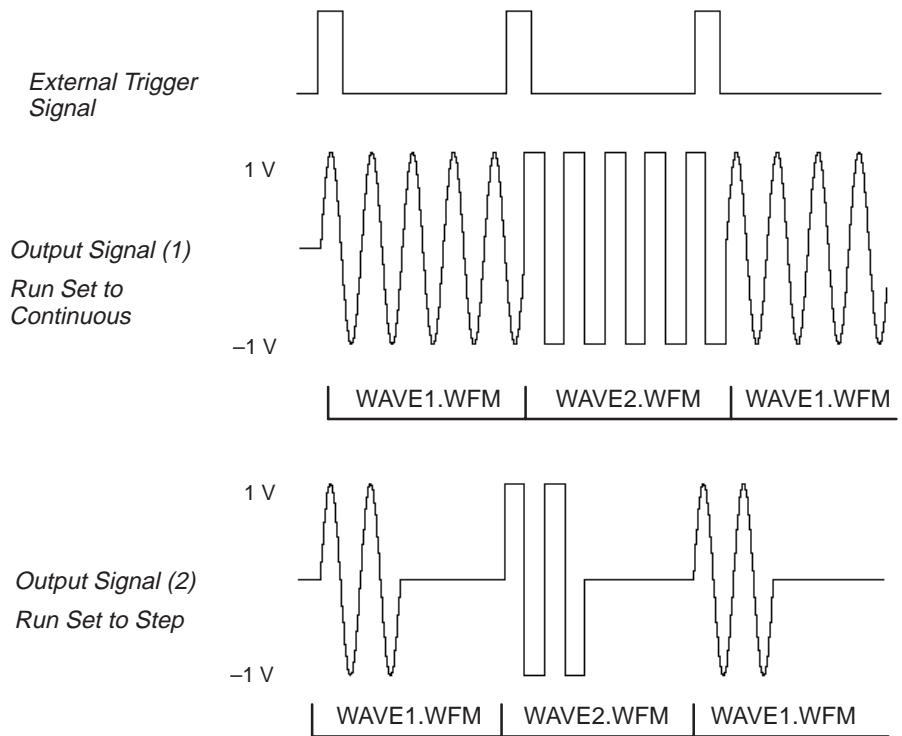 External Trigger
Signal
1 V
Output Signal (1)
Run Set to
Continuous
–1 V
WAVE1.WFM WAVE2.WFM WAVE1.WFM
1 V
Output Signal (2)
Run Set to Step
–1 V
WAVE1.WFM WAVE2.WFM WAVE1.WFM